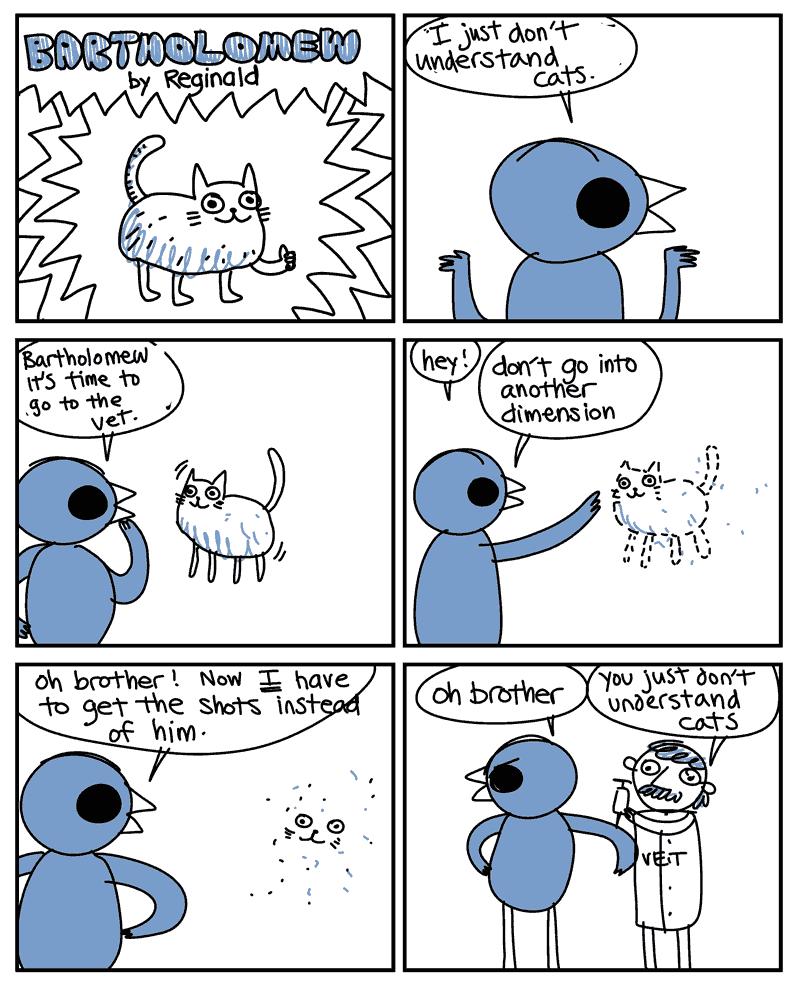 BARTHOLOMEW
by Reginald
I just don't
understand
cats.
Bartholomew
it's time to
go to the
vet.
hey!
don't go into
another
dimension
oh brother! Now I have
to get the shots instead
of him.
oh brother
you just don't
understand
cats
VEiT